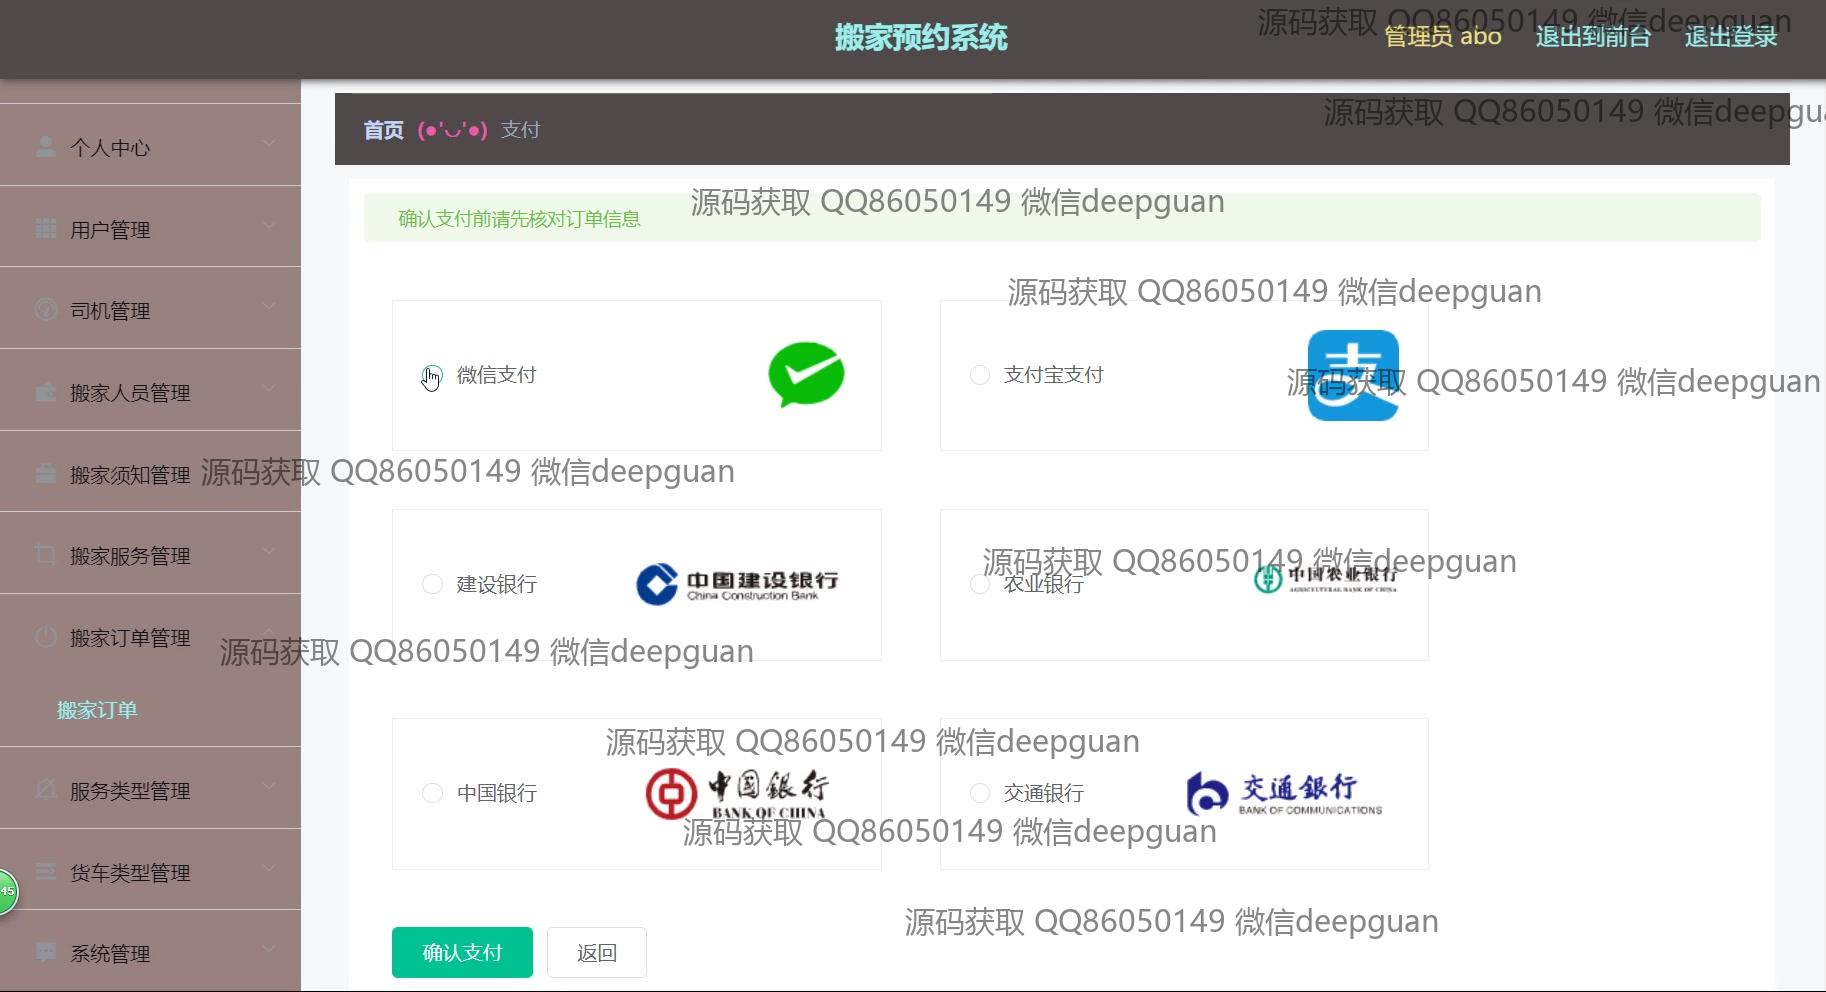 搬家预约系统
源码获取 QQ86050149 微信deepguan
管理员 abo
退出到前台
退出登录
首页 (●'◡'●) 支付
源码获取 QQ86050149 微信deepgu
个人中心
用户管理
司机管理
搬家人员管理
搬家须知管理
搬家服务管理
搬家订单管理
搬家订单
服务类型管理
货车类型管理
系统管理
45
确认支付前请先核对订单信息
源码获取 QQ86050149 微信deepguan
源码获取 QQ86050149 微信deepguan
微信支付
支付宝支付
支
源码获取 QQ86050149 微信deepguan
源码获取 QQ86050149 微信deepguan
建设银行
中国建设银行
China Construction Bank
源码获取 QQ86050149 微信deepguan
农业银行
中国农业银行
AGRICULTURAL BANK OF CHINA
源码获取 QQ86050149 微信deepguan
源码获取 QQ86050149 微信deepguan
中国银行
中國銀行
BANK OF CHINA
交通银行
交通銀行
BANK OF COMMUNICATIONS
源码获取 QQ86050149 微信deepguan
源码获取 QQ86050149 微信deepguan
确认支付
返回